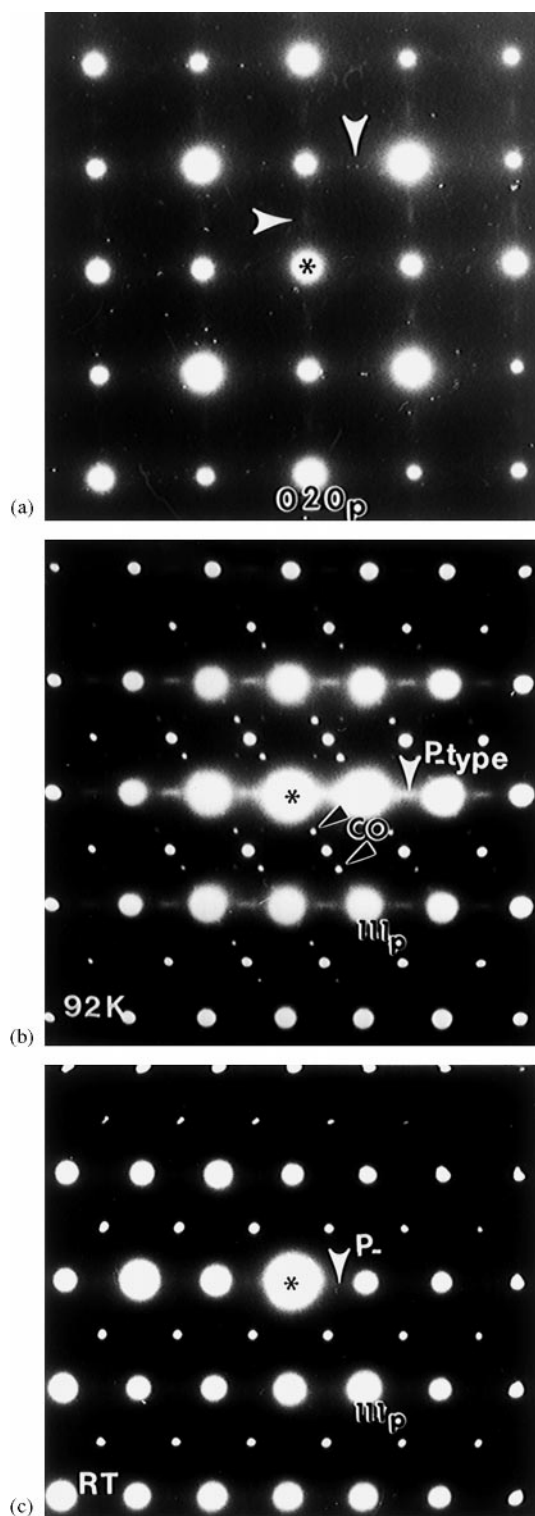 *
020p
(a)
P-type
*
CO
111p
92K
(b)
P-
*
111p
RT
(c)